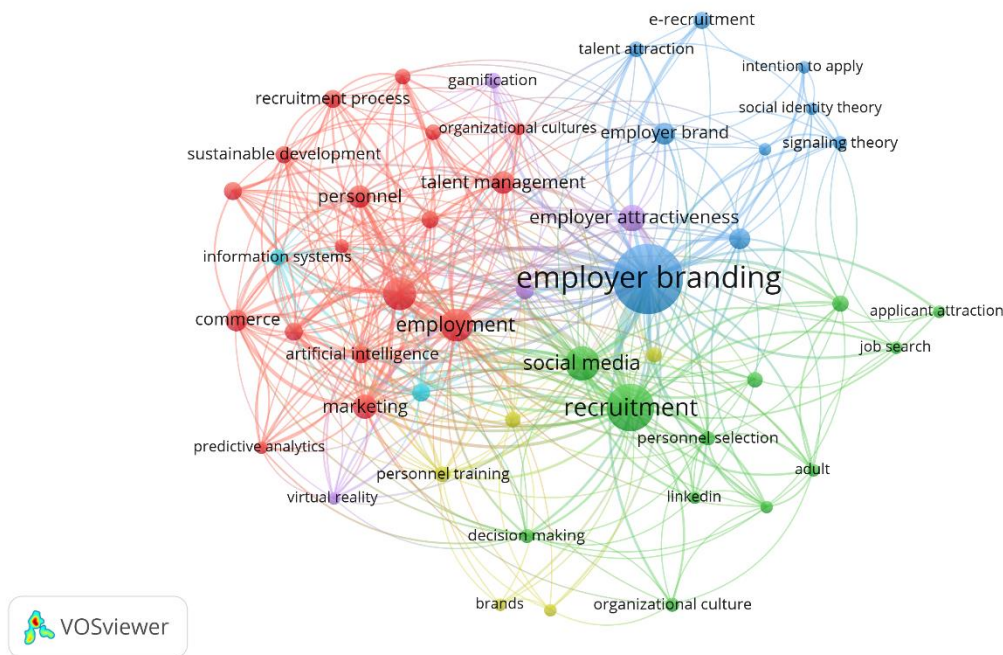 e-recruitment
talent attraction
intention to apply
gamification
recruitment process
social identity theory
organizational cultures
employer brand
signaling theory
sustainable development
talent management
personnel
employer attractiveness
information systems
employer branding
applicant attraction
commerce
employment
job search
artificial intelligence
social media
marketing
recruitment
personnel selection
predictive analytics
personnel training
adult
virtual reality
linkedin
decision making
brands
organizational culture
VOSviewer